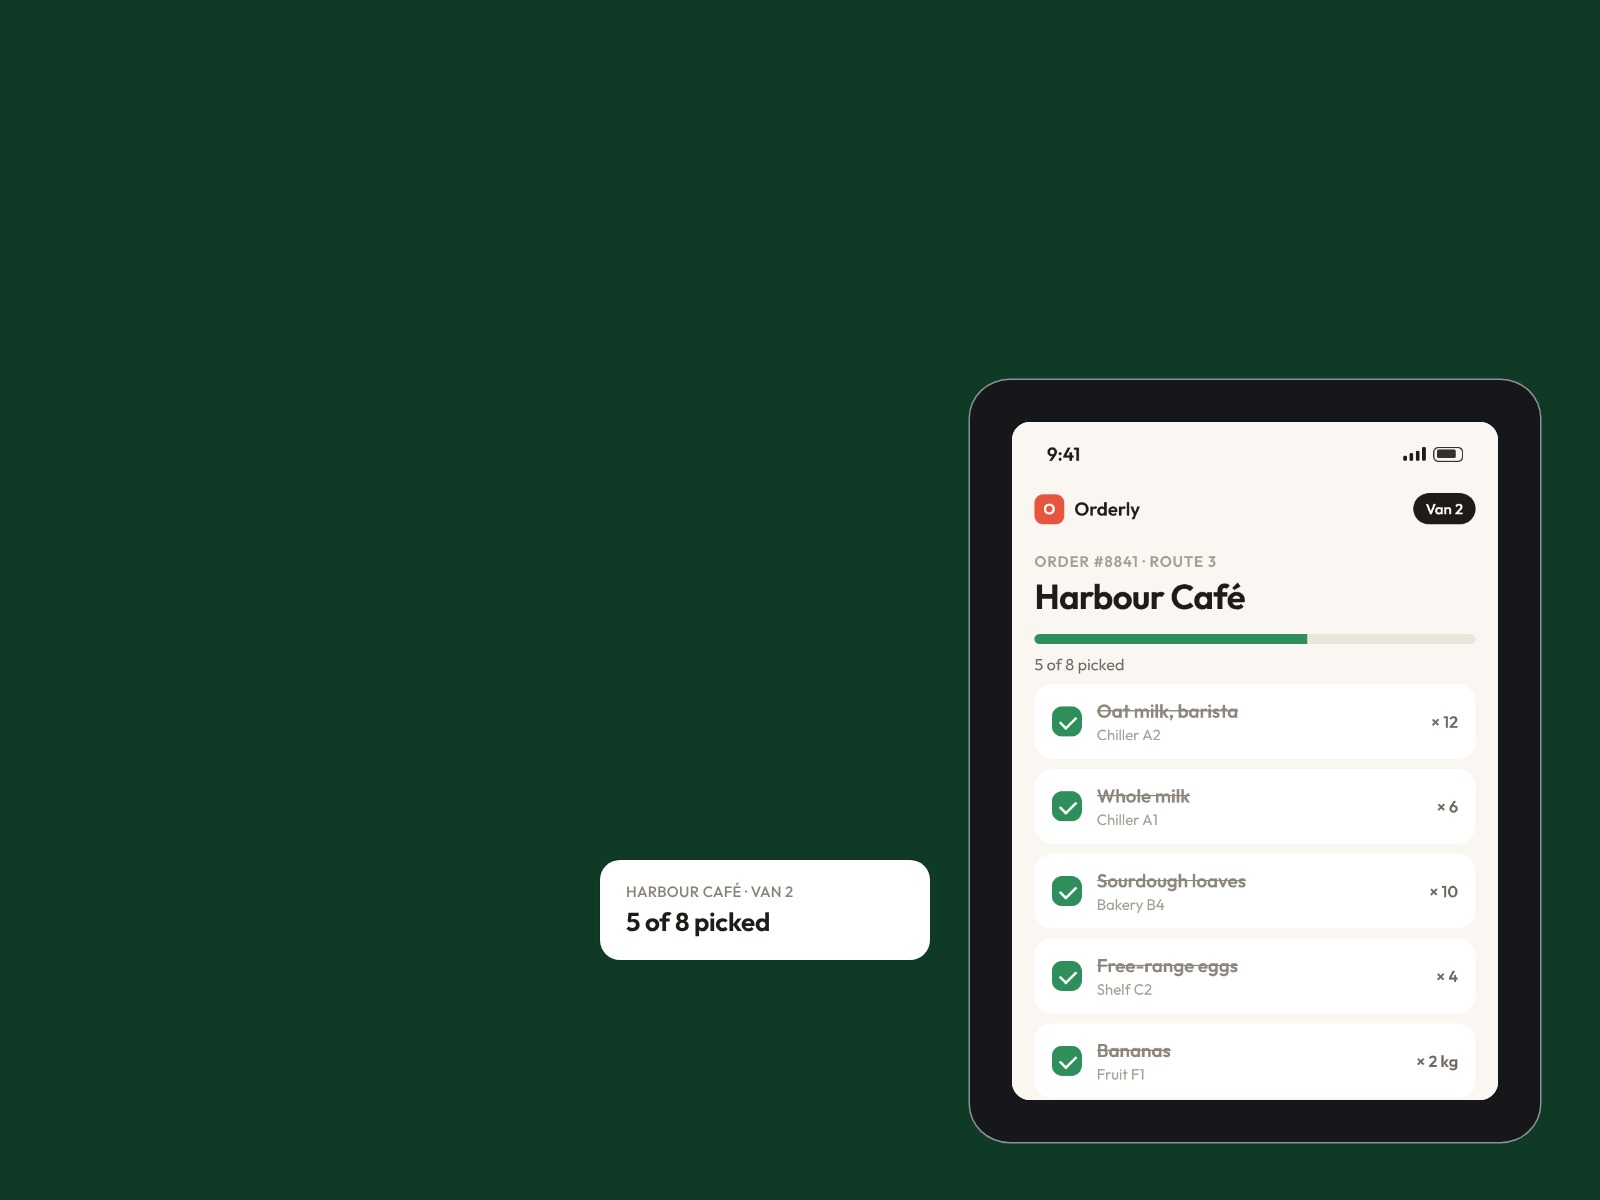 9:41
O Orderly
Van 2
ORDER #8841 · ROUTE 3
Harbour Café
5 of 8 picked
Oat milk, barista
Chiller A2
× 12
Whole milk
Chiller A1
× 6
Sourdough loaves
Bakery B4
× 10
Free-range eggs
Shelf C2
× 4
Bananas
Fruit F1
× 2 kg
HARBOUR CAFÉ · VAN 2
5 of 8 picked